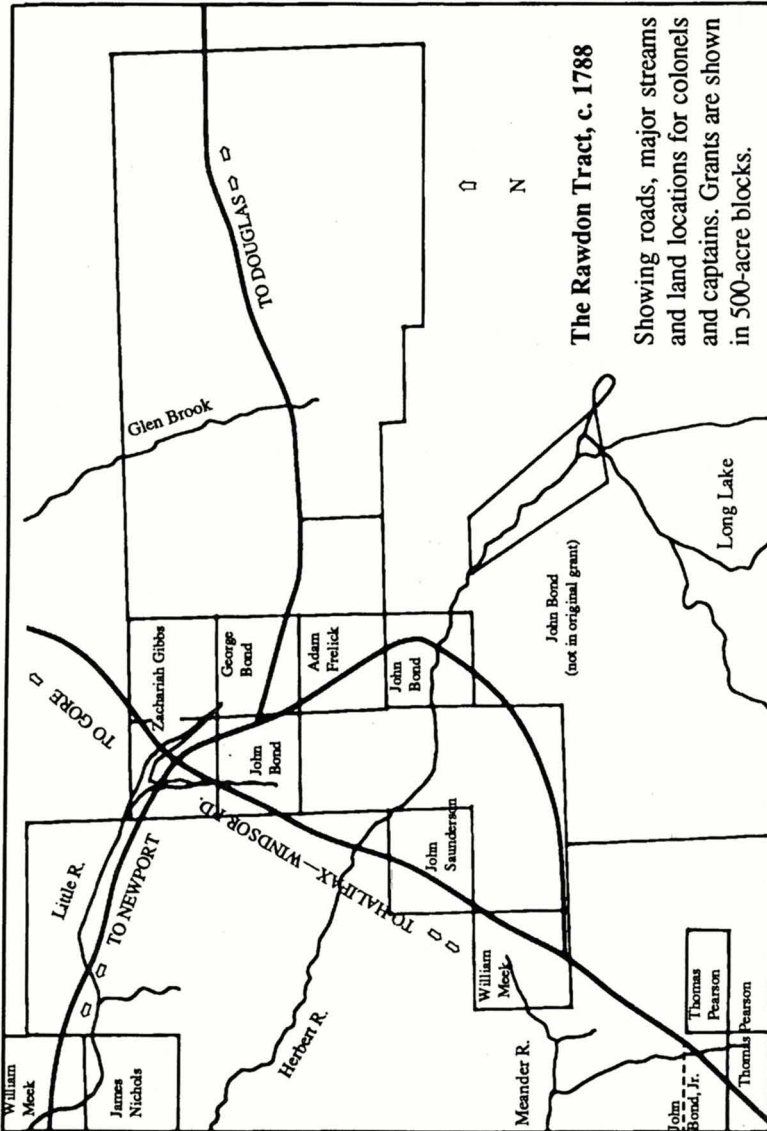 The Rawdon Tract, c. 1788
Showing roads, major streams
and land locations for colonels
and captains. Grants are shown
in 500-acre blocks.
N
TO DOUGLAS
Glen Brook
TO GORE
Zachariah Gibbs
George
Bond
Adam
Frelick
John
Bond
John
Bond
John Bond
(not in original grant)
Long Lake
Little R.
TO NEWPORT
TO HALIFAX—WINDSOR RD.
John
Saunderson
Herbert R.
William
Meek
William
Meek
James
Nichols
Meander R.
Thomas
Pearson
Thomas Pearson
John
Bond, Jr.